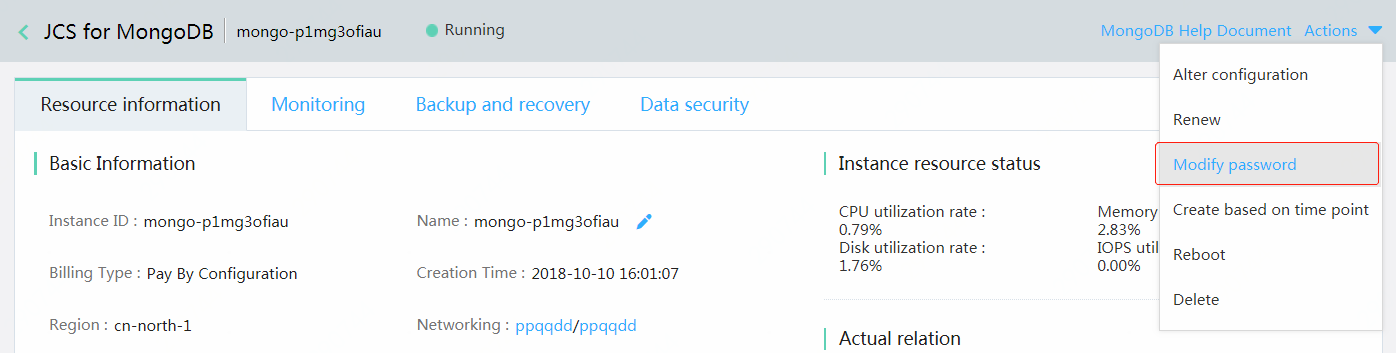 JCS for MongoDB mongo-p1mg3ofiau Running MongoDB Help Document Actions
Alter configuration
Renew
Modify password
Create based on time point
Reboot
Delete
Resource information Monitoring Backup and recovery Data security
Basic Information
Instance ID : mongo-p1mg3ofiau Name : mongo-p1mg3ofiau
Billing Type : Pay By Configuration Creation Time : 2018-10-10 16:01:07
Region : cn-north-1 Networking : ppqqdd/ppqqdd
Instance resource status
CPU utilization rate : Memory
0.79% 2.83%
Disk utilization rate : IOPS util
1.76% 0.00%
Actual relation